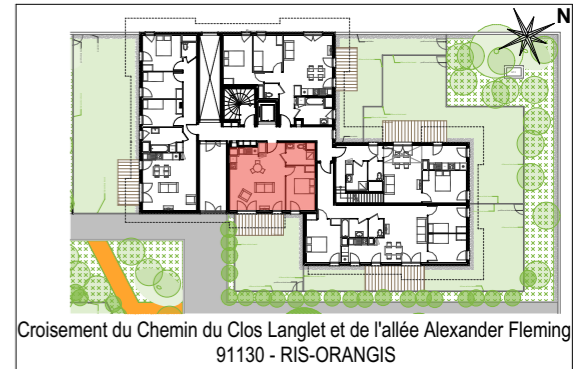 N
Croisement du Chemin du Clos Langlet et de l'allée Alexander Fleming
91130 - RIS-ORANGIS